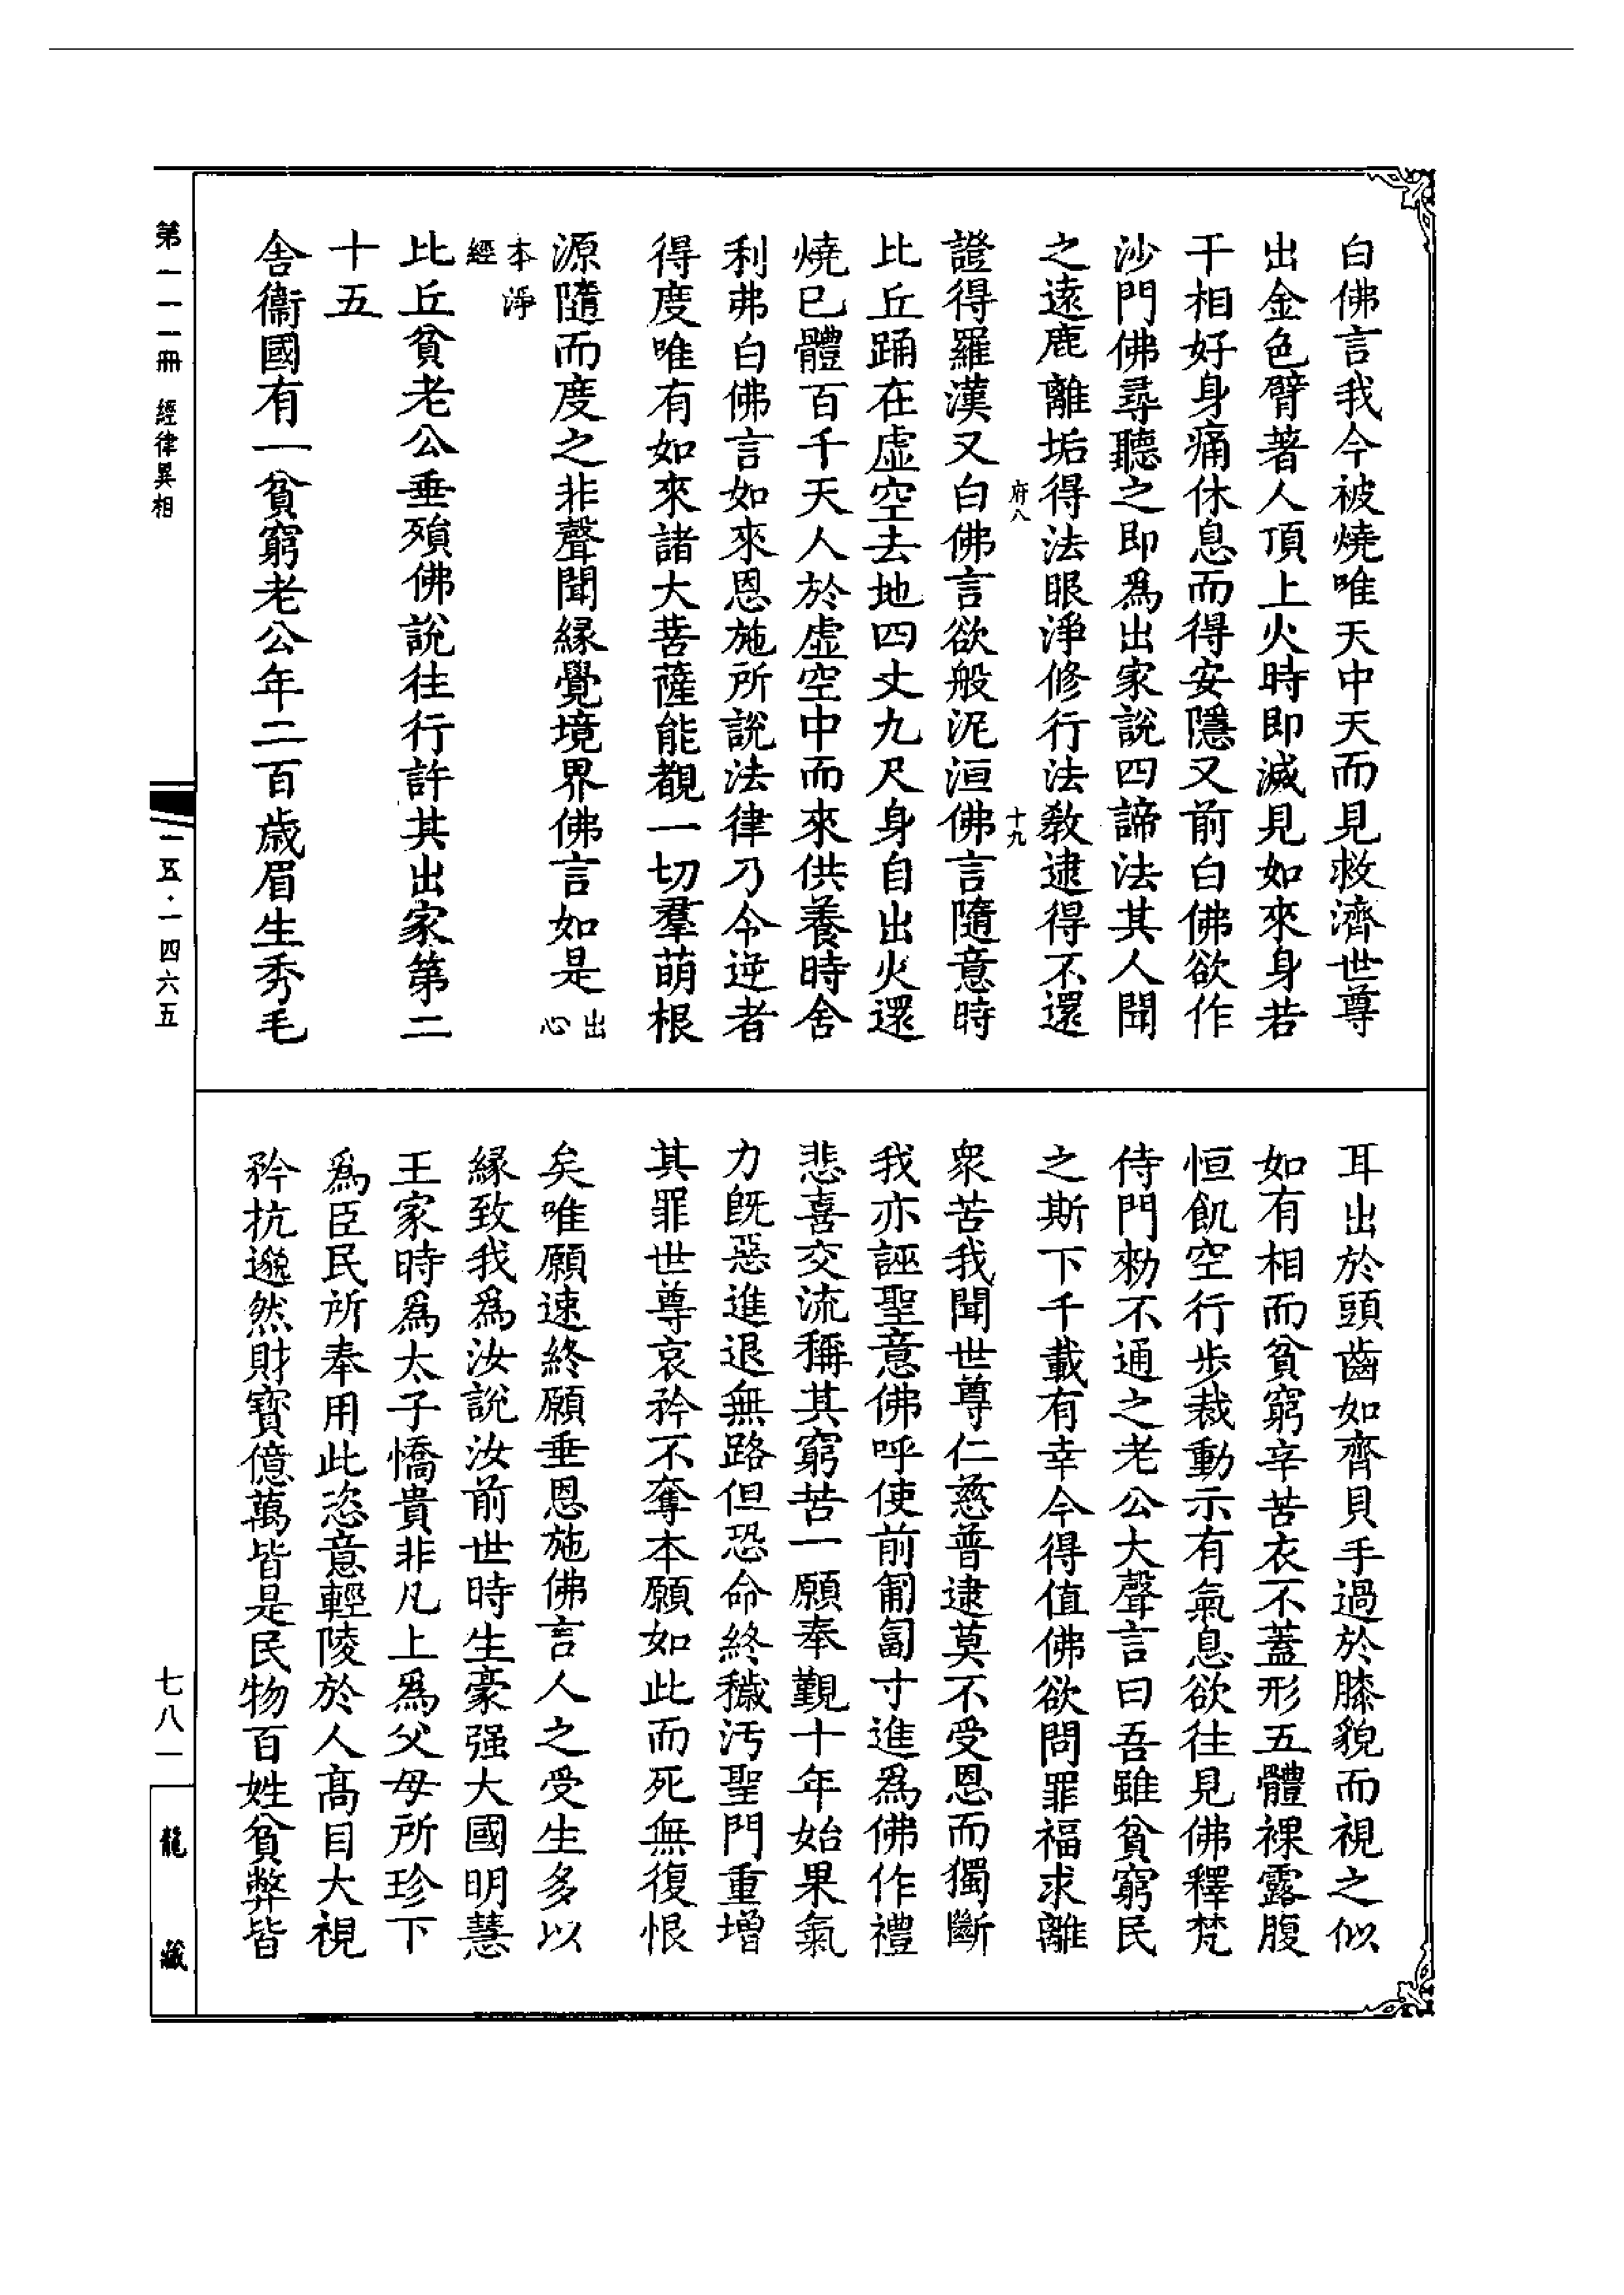 白佛言我今被燒唯天中天而見救濟世尊
出金色臂著人頂上火時即滅見如來身若
干相好身痛休息而得安隱又前白佛欲作
沙門佛尋聽之即爲出家說四諦法其人聞
之遠鹿離垢得法眼淨修行法教逮得不還
府八
十九
證得羅漢又白佛言欲般泥洹佛言隨意時
比丘踊在虛空去地四丈九尺身自出火還
燒已體百千天人於虛空中而來供養時舍
利弗白佛言如來恩施所說法律乃令逆者
得度唯有如來諸大菩薩能覩一切羣萌根
源隨而度之非聲聞緣覺境界佛言如是出心
本淨經
比丘貧老公垂殞佛說往行許其出家第二
十五
舍衞國有一貧窮老公年二百歲眉生秀毛
耳出於頭齒如齊貝手過於膝貌而視之似
如有相而貧窮辛苦衣不蓋形五體裸露腹
恒飢空行步裁動示有氣息欲往見佛釋梵
侍門勑不通之老公大聲言曰吾雖貧窮民
之斯下千載有幸今得值佛欲問罪福求離
衆苦我聞世尊仁慈普逮莫不受恩而獨斷
我亦誣聖意佛呼使前匍匐寸進爲佛作禮
悲喜交流稱其窮苦一願奉覲十年始果氣
力旣惡進退無路但恐命終穢污聖門重增
其罪世尊哀矜不奪本願如此而死無復恨
矣唯願速終願垂恩施佛言人之受生多以
緣致我爲汝說汝前世時生豪强大國明慧
王家時爲太子憍貴非凡上爲父母所珍下
爲臣民所奉用此恣意輕陵於人高目大視
矜抗邈然財寶億萬皆是民物百姓貧弊皆
第一一一冊 經律異相
一五·一四六五
七八一
龍藏